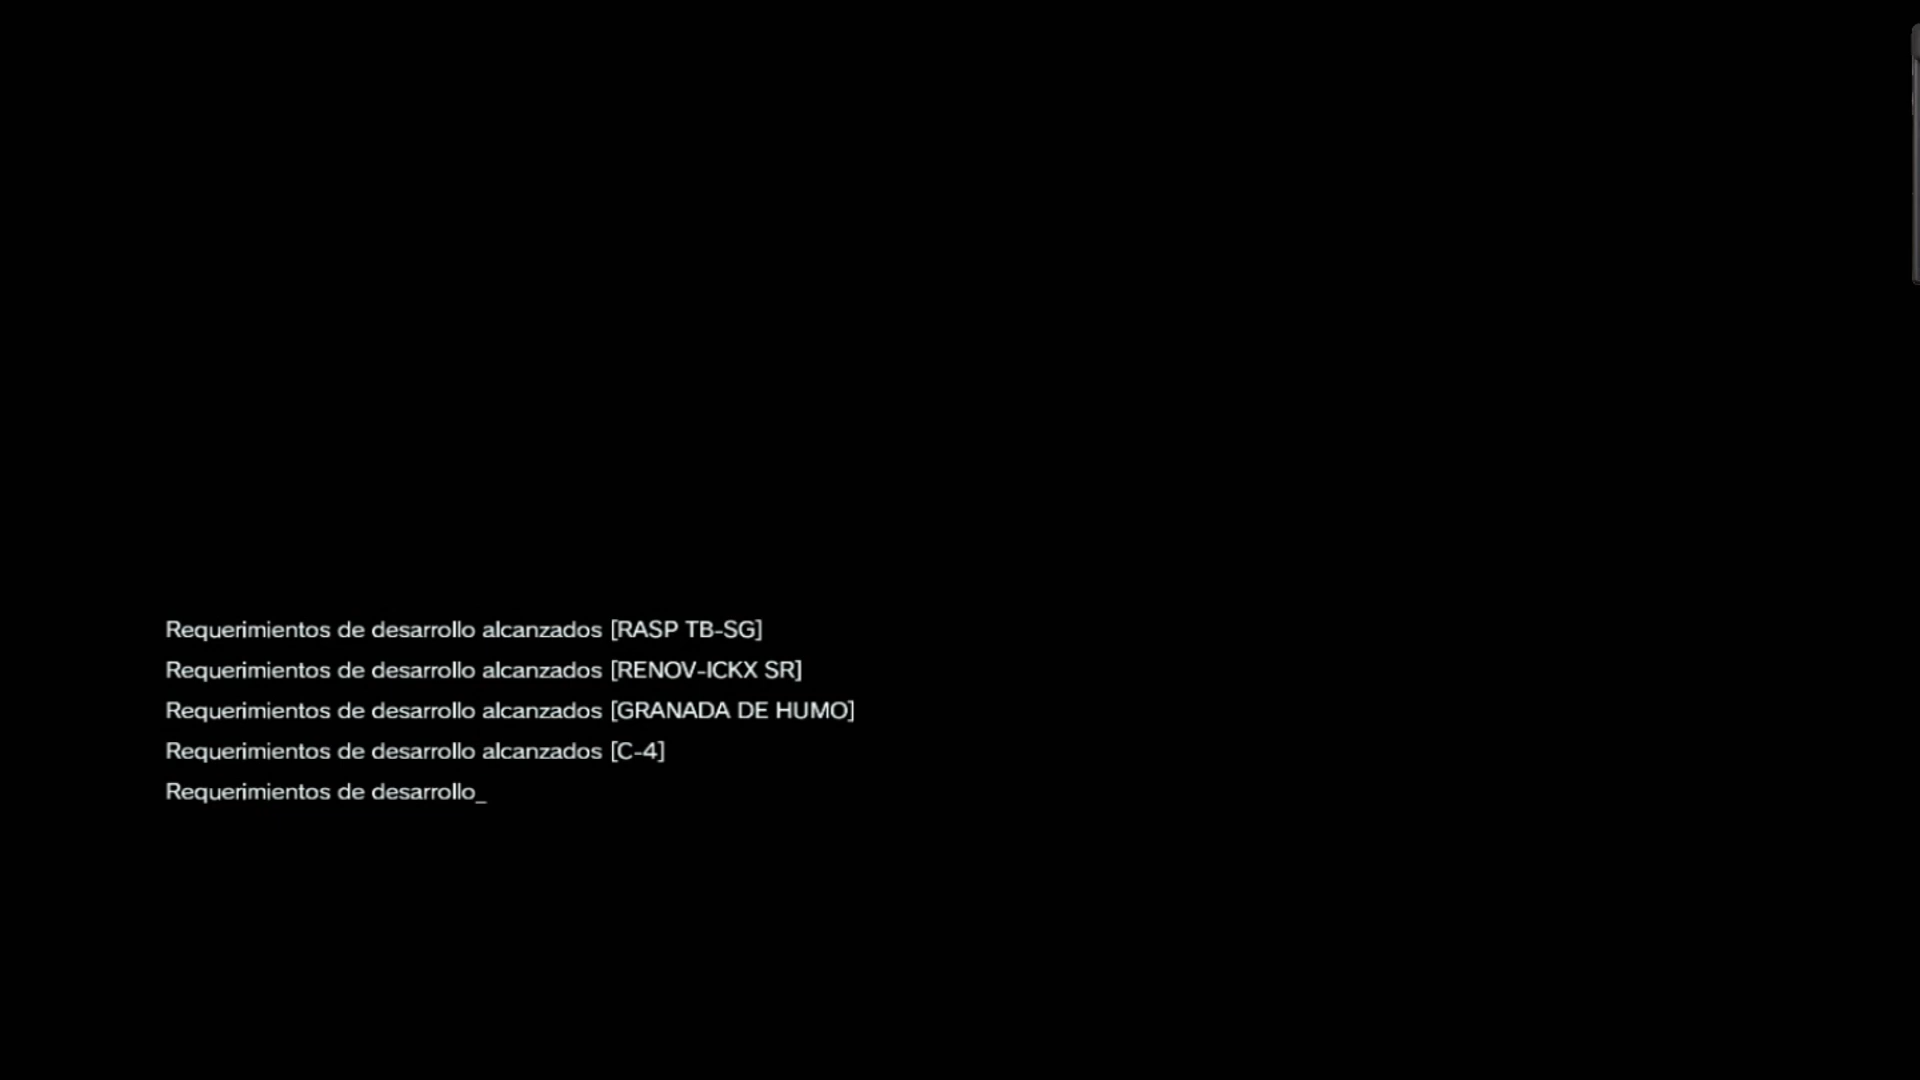 Requerimientos de desarrollo alcanzados [RASP TB-SG]
Requerimientos de desarrollo alcanzados [RENOV-ICKX SR]
Requerimientos de desarrollo alcanzados [GRANADA DE HUMO]
Requerimientos de desarrollo alcanzados [C-4]
Requerimientos de desarrollo_